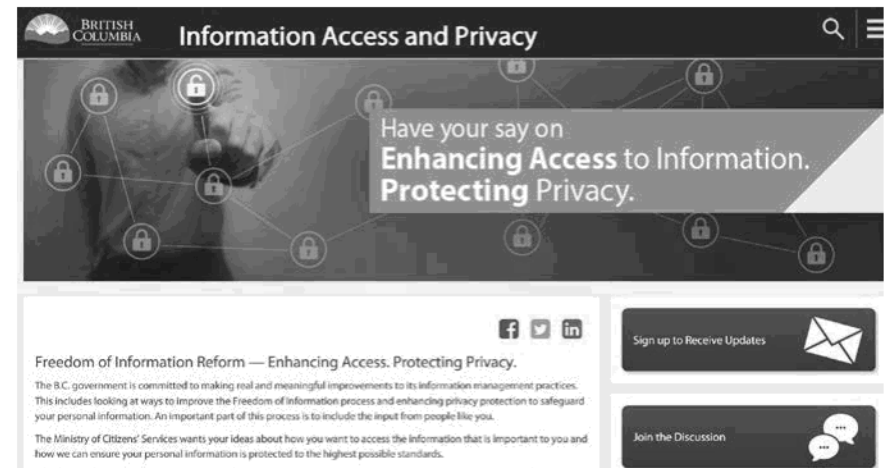 BRITISH
COLUMBIA
Information Access and Privacy
Have your say on
Enhancing Access to Information.
Protecting Privacy.
Sign up to Receive Updates
Freedom of Information Reform — Enhancing Access. Protecting Privacy.
The B.C. government is committed to making real and meaningful improvements to its information management practices.
This includes looking at ways to improve the Freedom of Information process and enhancing privacy protection to safeguard
your personal information. An important part of this process is to include the input from people like you.
The Ministry of Citizens' Services wants your ideas about how you want to access the information that is important to you and
how we can ensure your personal information is protected to the highest possible standards.
Join the Discussion